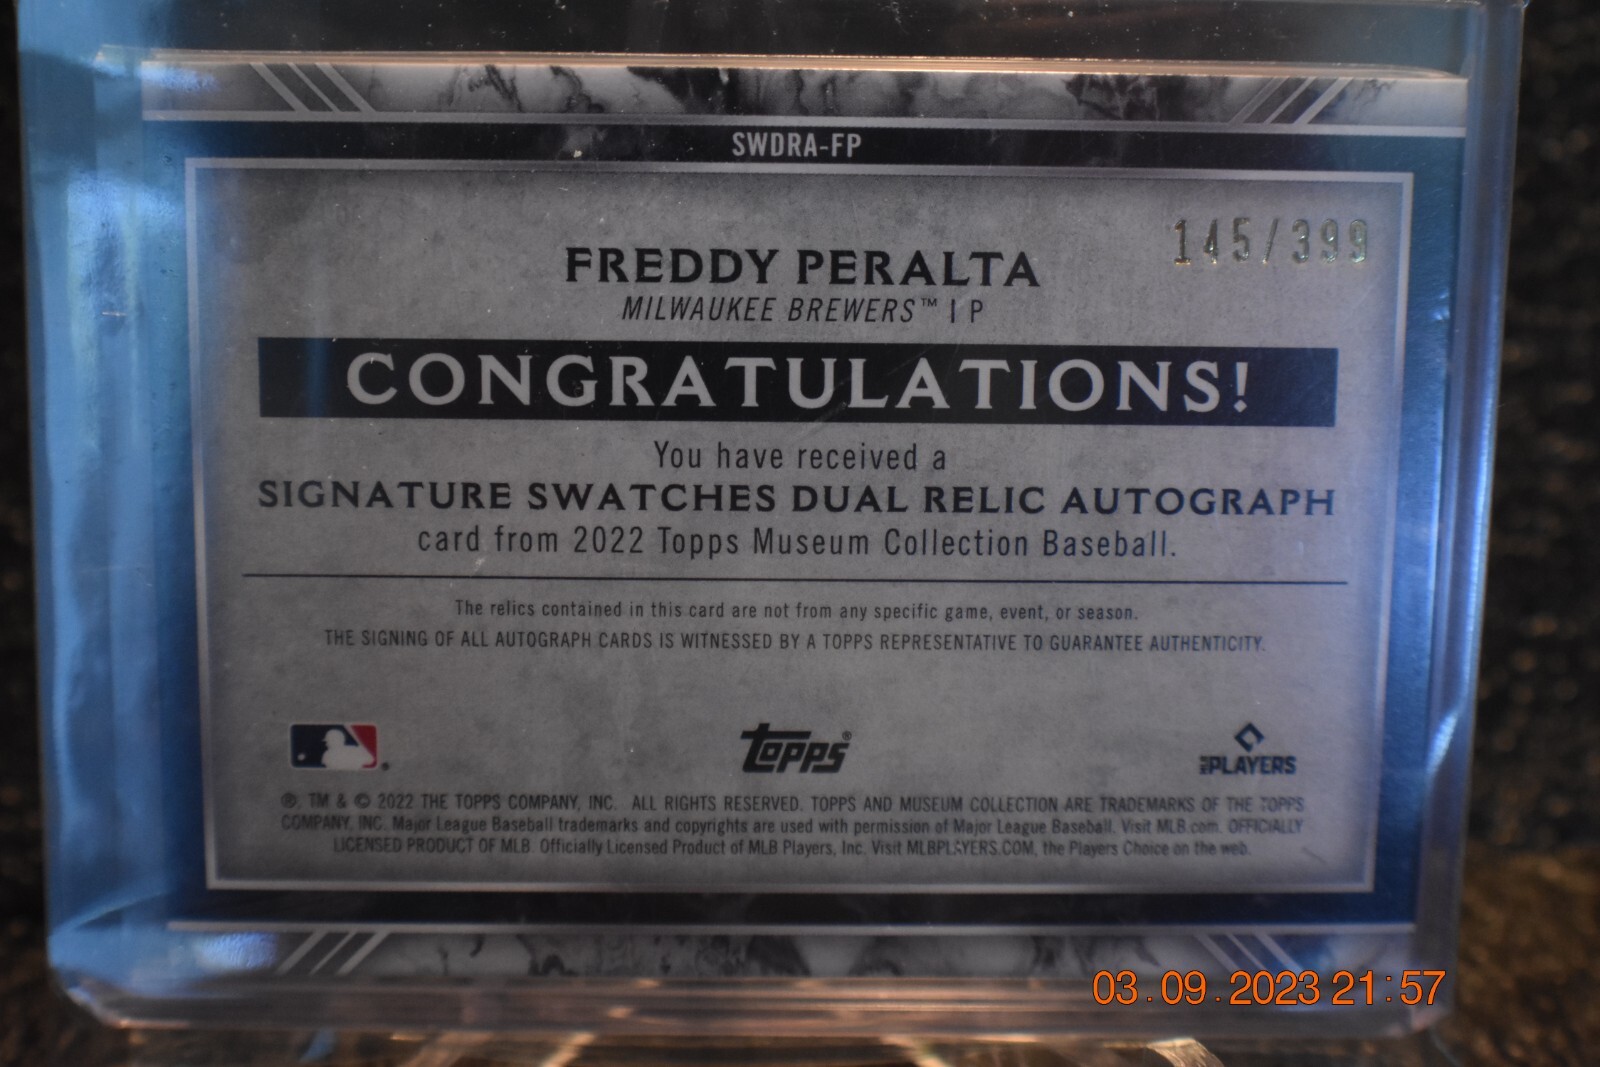 SWDRA-FP
145/399
FREDDY PERALTA
MILWAUKEE BREWERS™ | P
CONGRATULATIONS!
You have received a
SIGNATURE SWATCHES DUAL RELIC AUTOGRAPH
card from 2022 Topps Museum Collection Baseball.
The relics contained in this card are not from any specific game, event, or season.
THE SIGNING OF ALL AUTOGRAPH CARDS IS WITNESSED BY A TOPPS REPRESENTATIVE TO GUARANTEE AUTHENTICITY.
®
topps®
PLAYERS
®, TM & © 2022 THE TOPPS COMPANY, INC. ALL RIGHTS RESERVED. TOPPS AND MUSEUM COLLECTION ARE TRADEMARKS OF THE TOPPS
COMPANY, INC. Major League Baseball trademarks and copyrights are used with permission of Major League Baseball. Visit MLB.com. OFFICIALLY
LICENSED PRODUCT OF MLB. Officially Licensed Product of MLB Players, Inc. Visit MLBPLAYERS.COM, the Players Choice on the web.
03.09.2023 21:57